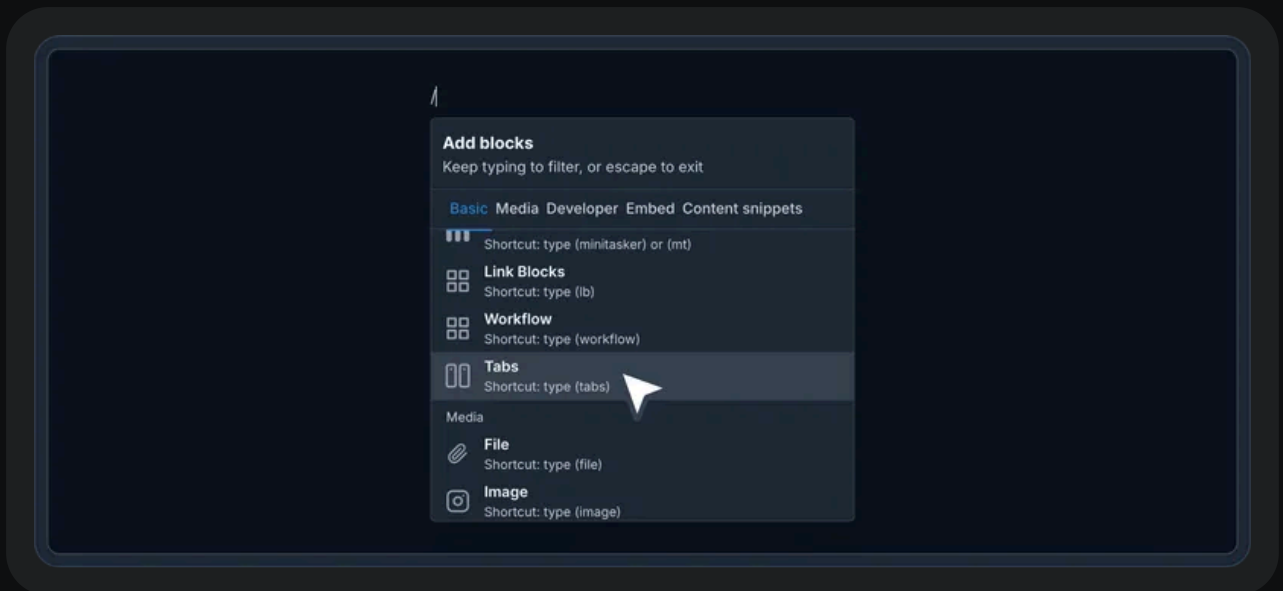 /
Add blocks
Keep typing to filter, or escape to exit
Basic Media Developer Embed Content snippets
Shortcut: type (minitasker) or (mt)
Link Blocks
Shortcut: type (lb)
Workflow
Shortcut: type (workflow)
Tabs
Shortcut: type (tabs)
Media
File
Shortcut: type (file)
Image
Shortcut: type (image)